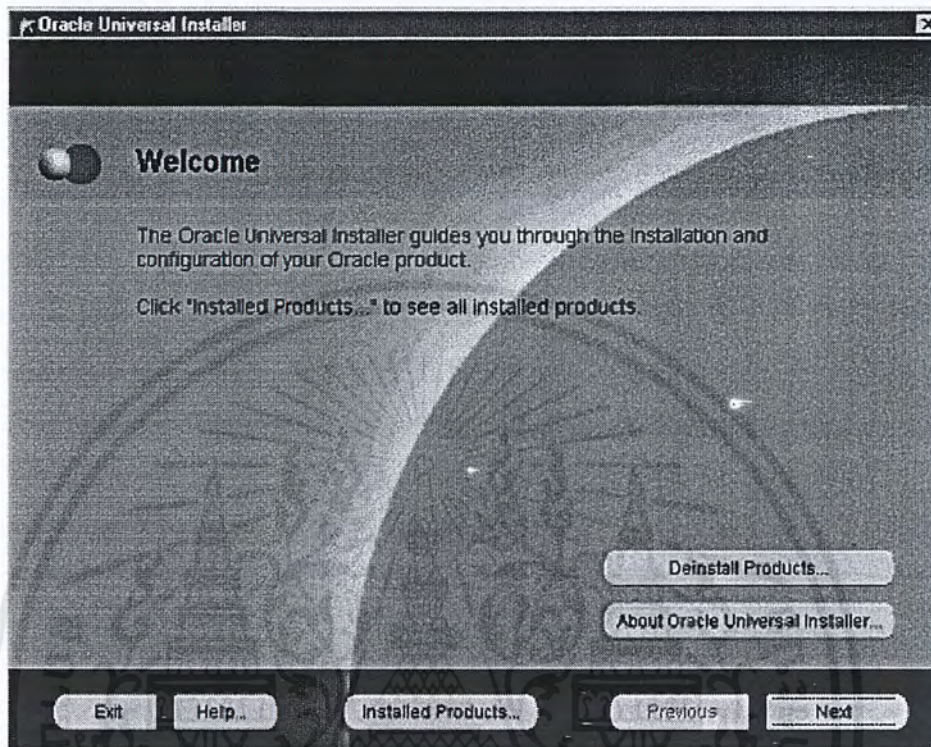 Oracle Universal Installer
Welcome
The Oracle Universal Installer guides you through the installation and
configuration of your Oracle product.
Click "Installed Products..." to see all installed products.
Deinstall Products...
About Oracle Universal Installer...
Exit
Help...
Installed Products...
Previous
Next